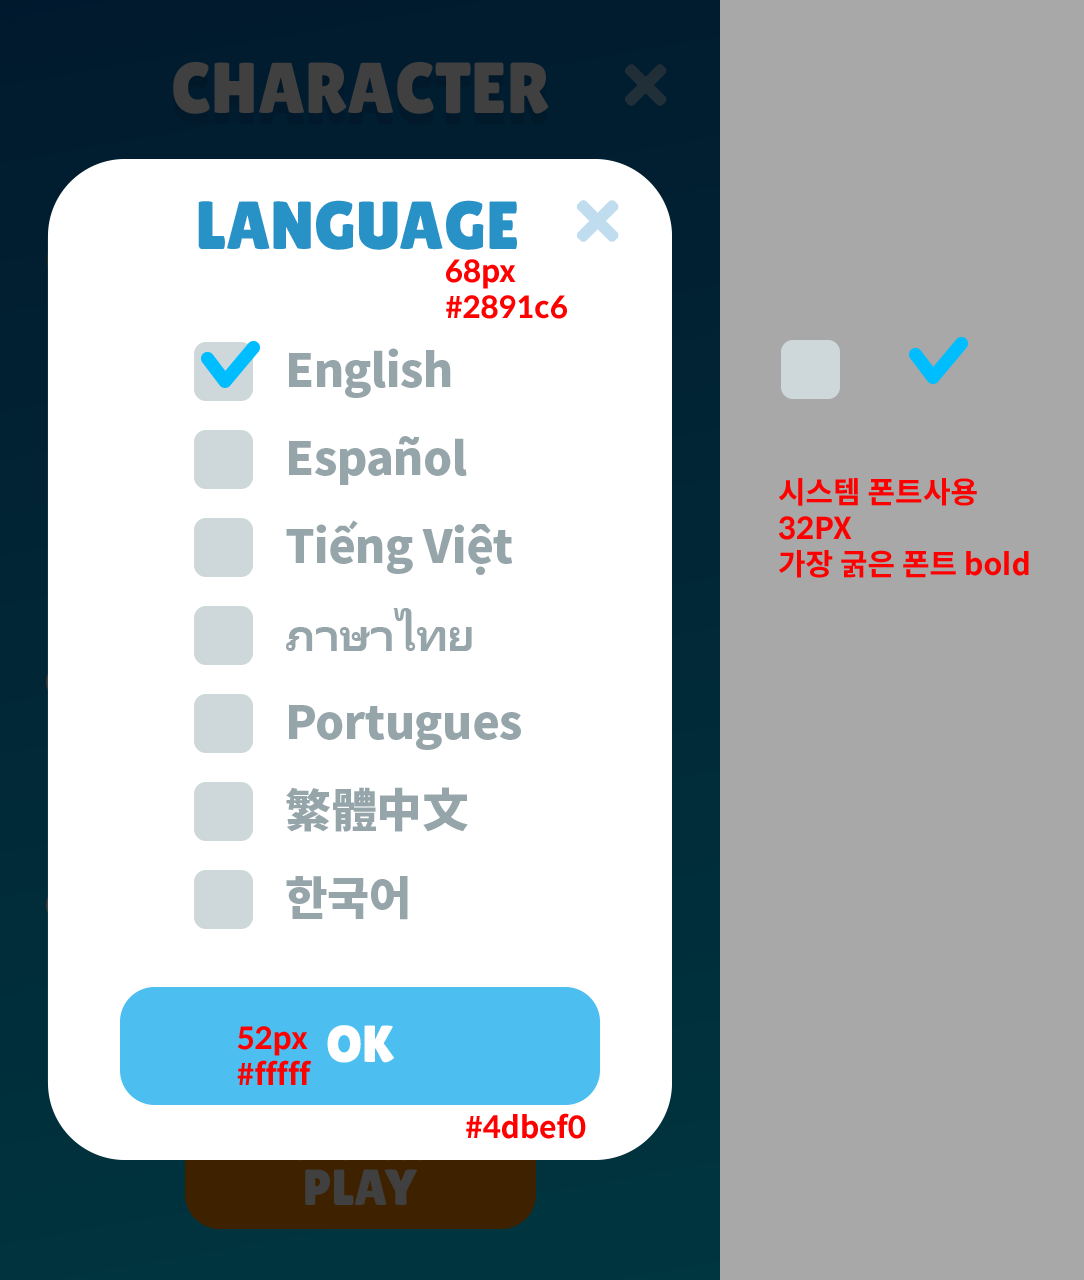 CHARACTER
LANGUAGE
68px
#2891c6
English
Español
Tiếng Việt
ภาษาไทย
Portugues
繁體中文
한국어
52px
#fffff
OK
#4dbef0
PLAY
시스템 폰트사용
32PX
가장 굵은 폰트 bold